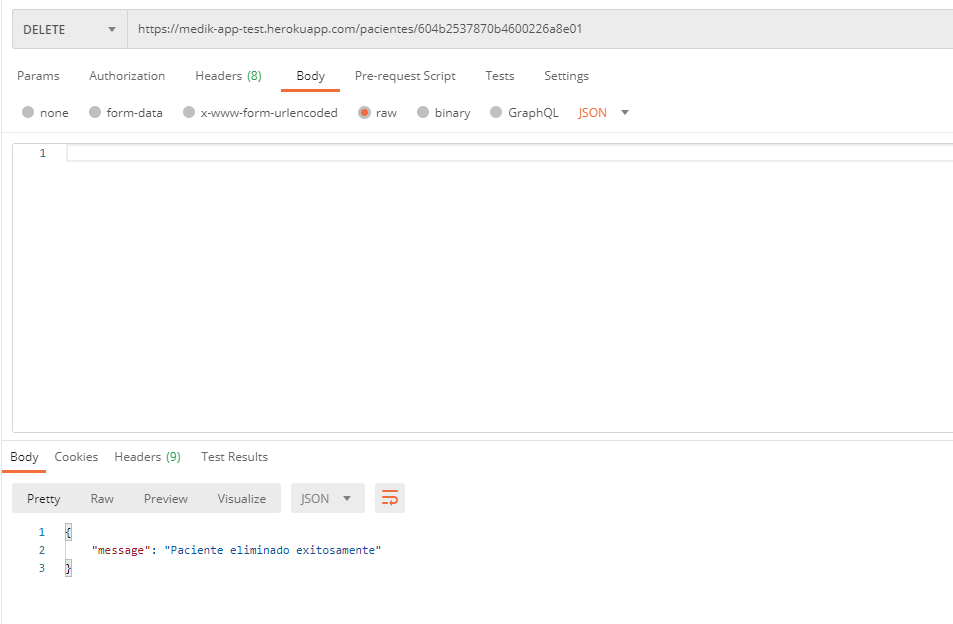 DELETE https://medik-app-test.herokuapp.com/pacientes/604b2537870b4600226a8e01
Params Authorization Headers (8) Body Pre-request Script Tests Settings
none form-data x-www-form-urlencoded raw binary GraphQL JSON
1
Body Cookies Headers (9) Test Results
Pretty Raw Preview Visualize JSON
1 {
2 "message": "Paciente eliminado exitosamente"
3 }